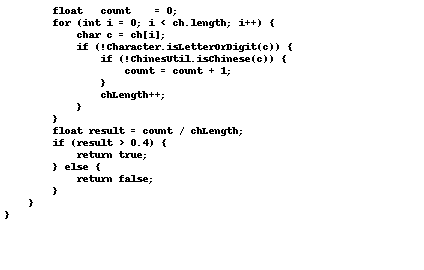 float   count    = 0;
for (int i = 0; i < ch.length; i++) {
char c = ch[i];
if (!Character.isLetterOrDigit(c)) {
if (!ChinesUtil.isChinese(c)) {
count = count + 1;
}
chLength++;
}
}
float result = count / chLength;
if (result > 0.4) {
return true;
} else {
return false;
}
}
}